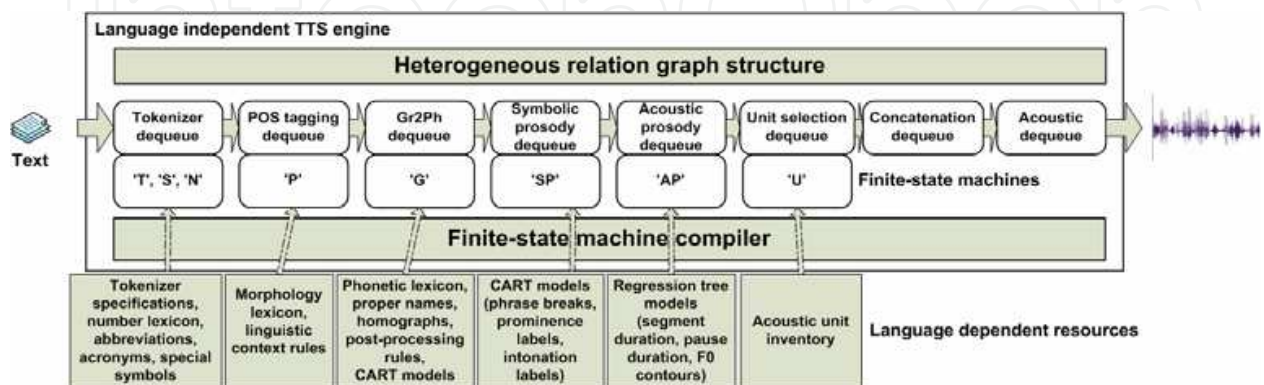 Language independent TTS engine
Heterogeneous relation graph structure
Text
Tokenizer
dequeue
POS tagging
dequeue
Gr2Ph
dequeue
Symbolic
prosody
dequeue
Acoustic
prosody
dequeue
Unit selection
dequeue
Concatenation
dequeue
Acoustic
dequeue
'T', 'S', 'N'
'P'
'G'
'SP'
'AP'
'U'
Finite-state machines
Finite-state machine compiler
Tokenizer
specifications,
number lexicon,
abbreviations,
acronyms, special
symbols
Morphology
lexicon,
linguistic
context rules
Phonetic lexicon,
proper names,
homographs,
post-processing
rules,
CART models
CART models
(phrase breaks,
prominence
labels,
intonation
labels)
Regression tree
models
(segment
duration, pause
duration, F0
contours)
Acoustic unit
inventory
Language dependent resources